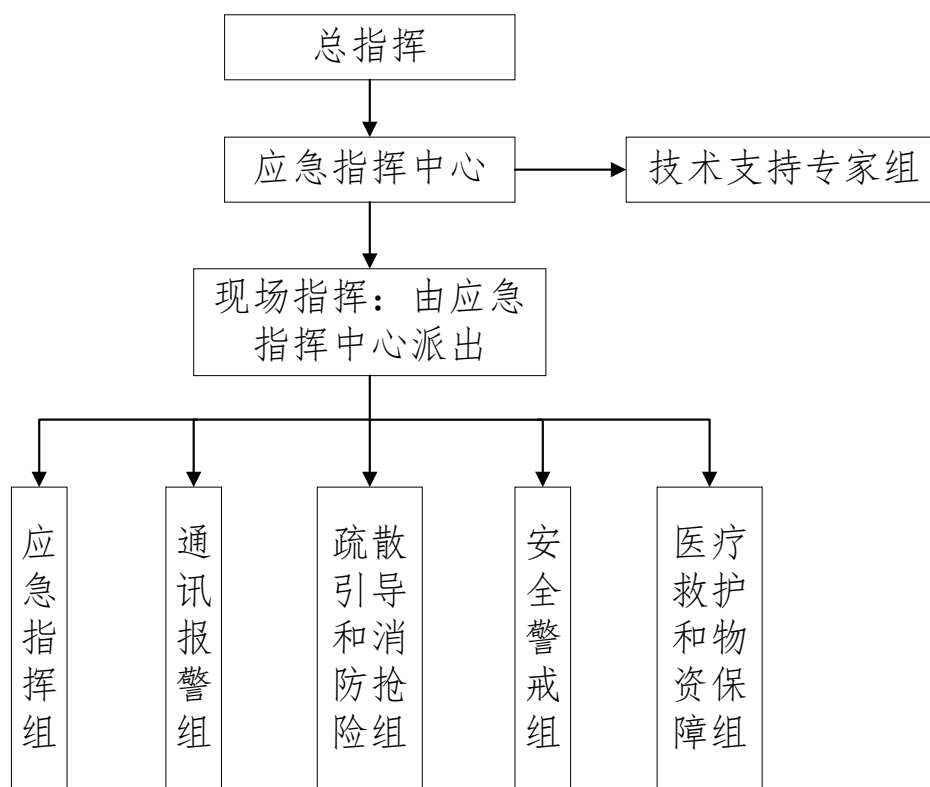 总指挥
应急指挥中心
技术支持专家组
现场指挥：由应急
指挥中心派出
应急指挥组
通讯报警组
疏散
引导
和消
防抢
险组
安全警戒组
医疗
救护
和物
资保
障组